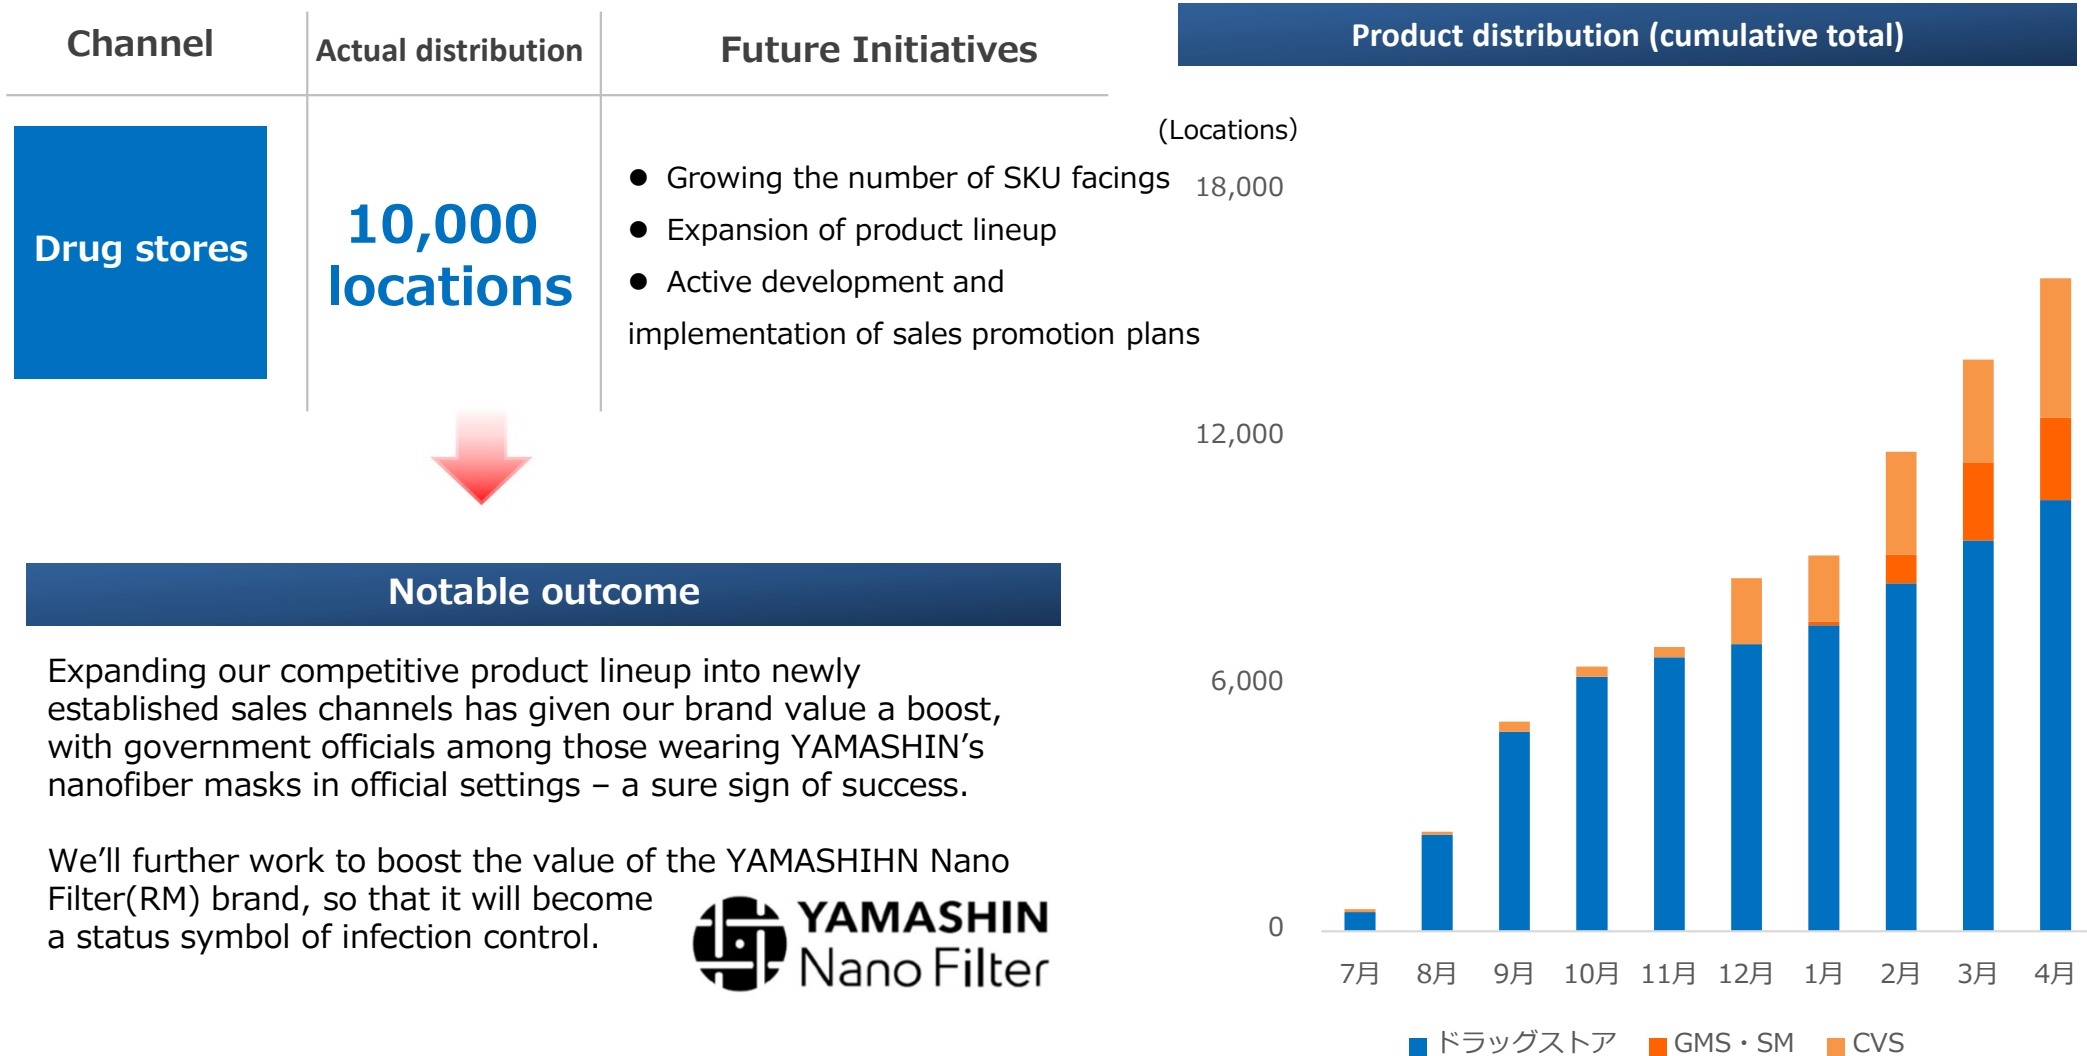 Channel
Actual distribution
Future Initiatives
Drug stores
10,000
locations
● Growing the number of SKU facings
● Expansion of product lineup
● Active development and
implementation of sales promotion plans
Notable outcome
Expanding our competitive product lineup into newly
established sales channels has given our brand value a boost,
with government officials among those wearing YAMASHIN’s
nanofiber masks in official settings – a sure sign of success.
We’ll further work to boost the value of the YAMASHIHN Nano
Filter(RM) brand, so that it will become
a status symbol of infection control.
YAMASHIN
Nano Filter
Product distribution (cumulative total)
(Locations）
18,000
12,000
6,000
0
7月 8月 9月 10月 11月 12月 1月 2月 3月 4月
ドラッグストア GMS・SM CVS